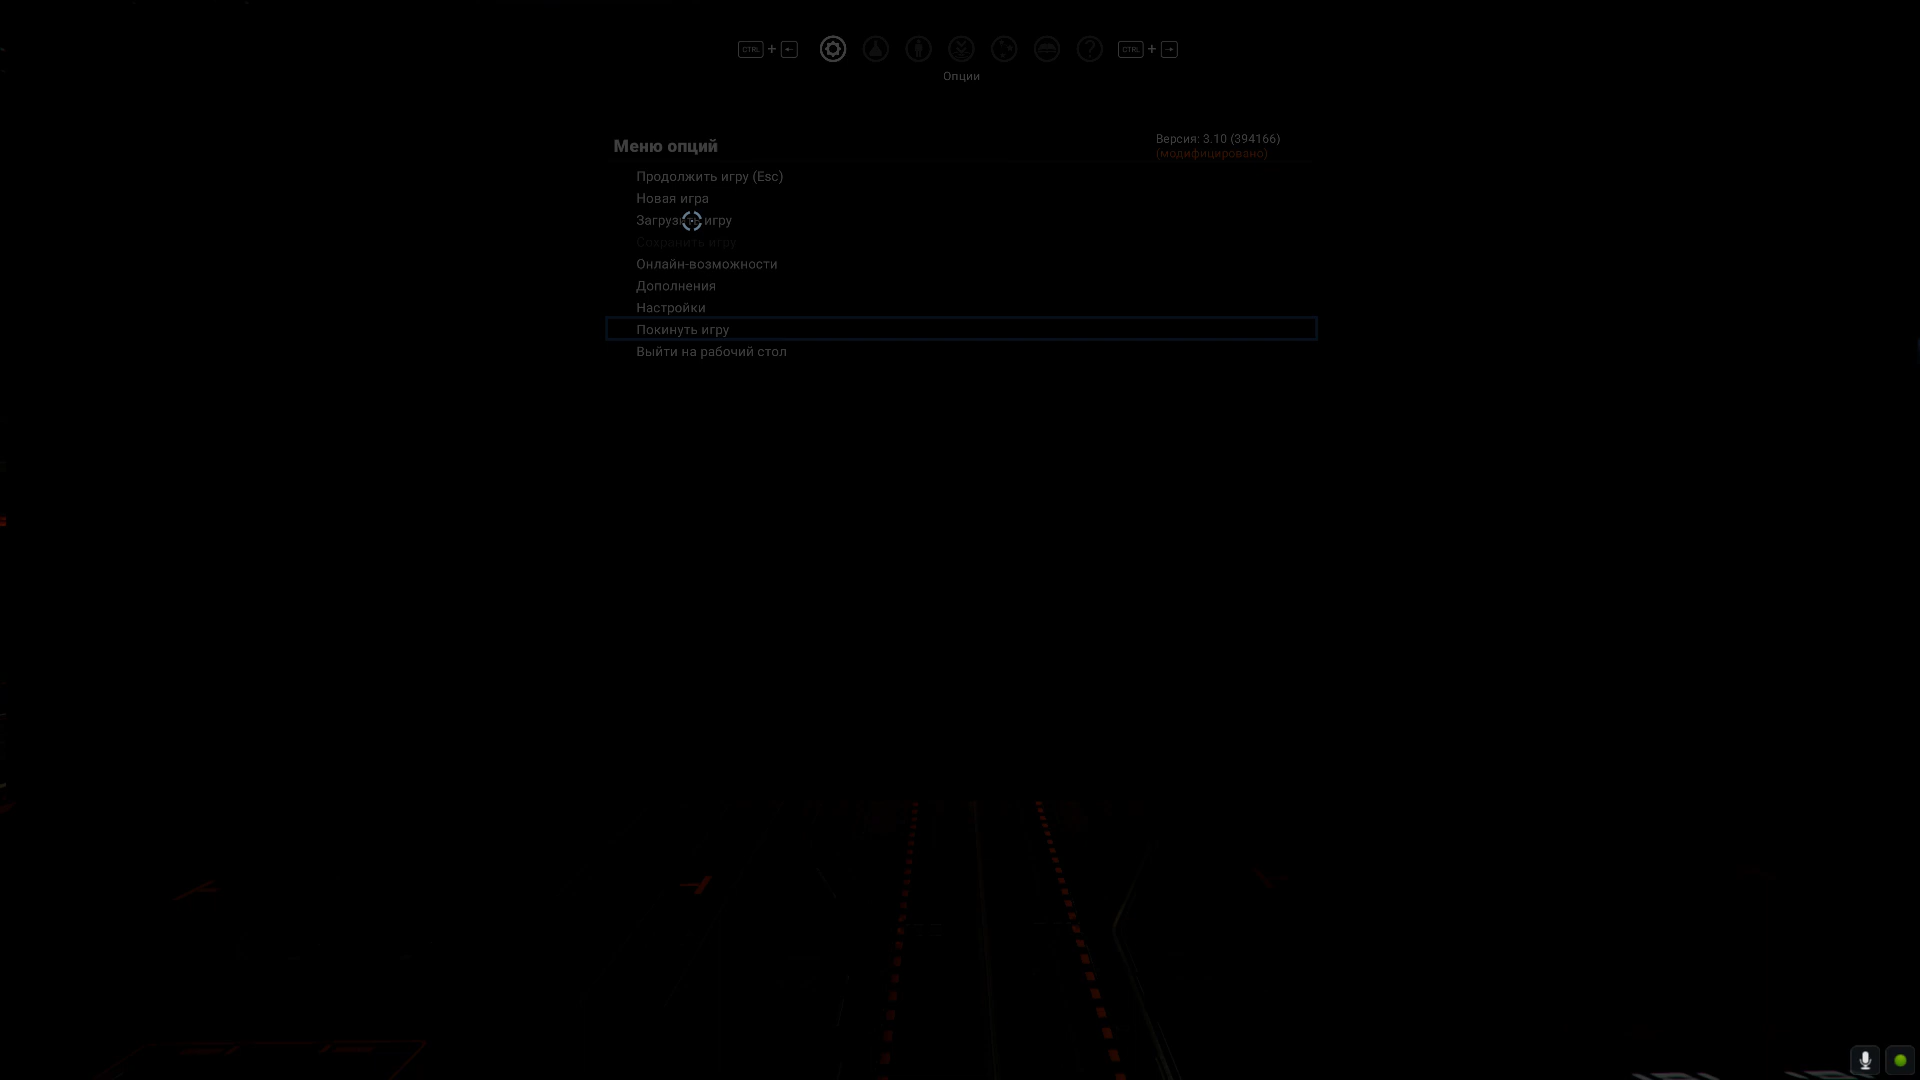 CTRL + ← ? CTRL + →
Опции
Меню опций
Версия: 3.10 (394166)
(модифицировано)
Продолжить игру (Esc)
Новая игра
Загрузить игру
Сохранить игру
Онлайн-возможности
Дополнения
Настройки
Покинуть игру
Выйти на рабочий стол